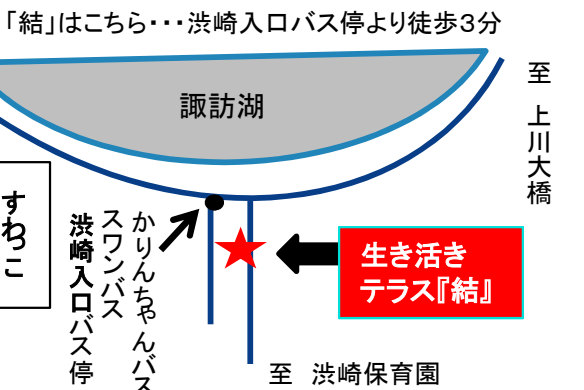 「結」はこちら・・・渋崎入口バス停より徒歩３分
諏訪湖
至　上川大橋
すわっこ
かりんちゃんバス
スワンバス
渋崎入口バス停
生き活き
テラス『結』
至　渋崎保育園